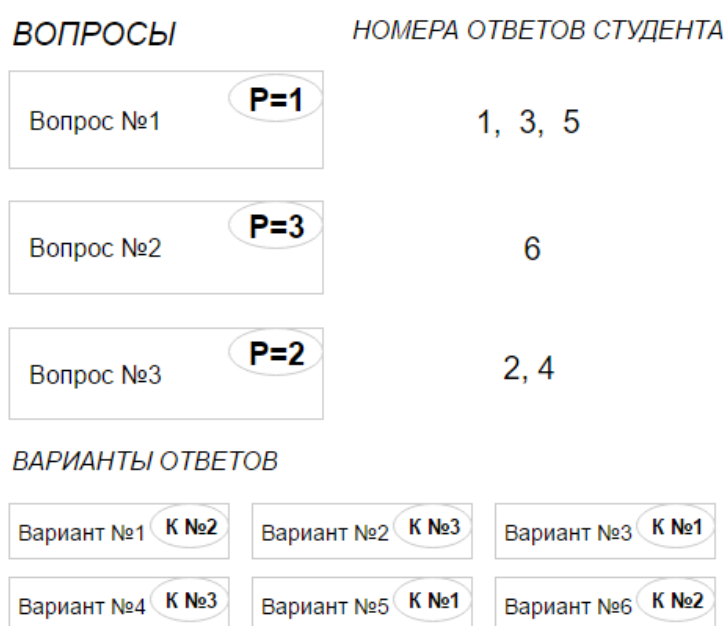 ВОПРОСЫ НОМЕРА ОТВЕТОВ СТУДЕНТА
Вопрос №1 P=1 1, 3, 5
Вопрос №2 P=3 6
Вопрос №3 P=2 2, 4
ВАРИАНТЫ ОТВЕТОВ
Вариант №1 К №2 Вариант №2 К №3 Вариант №3 К №1
Вариант №4 К №3 Вариант №5 К №1 Вариант №6 К №2